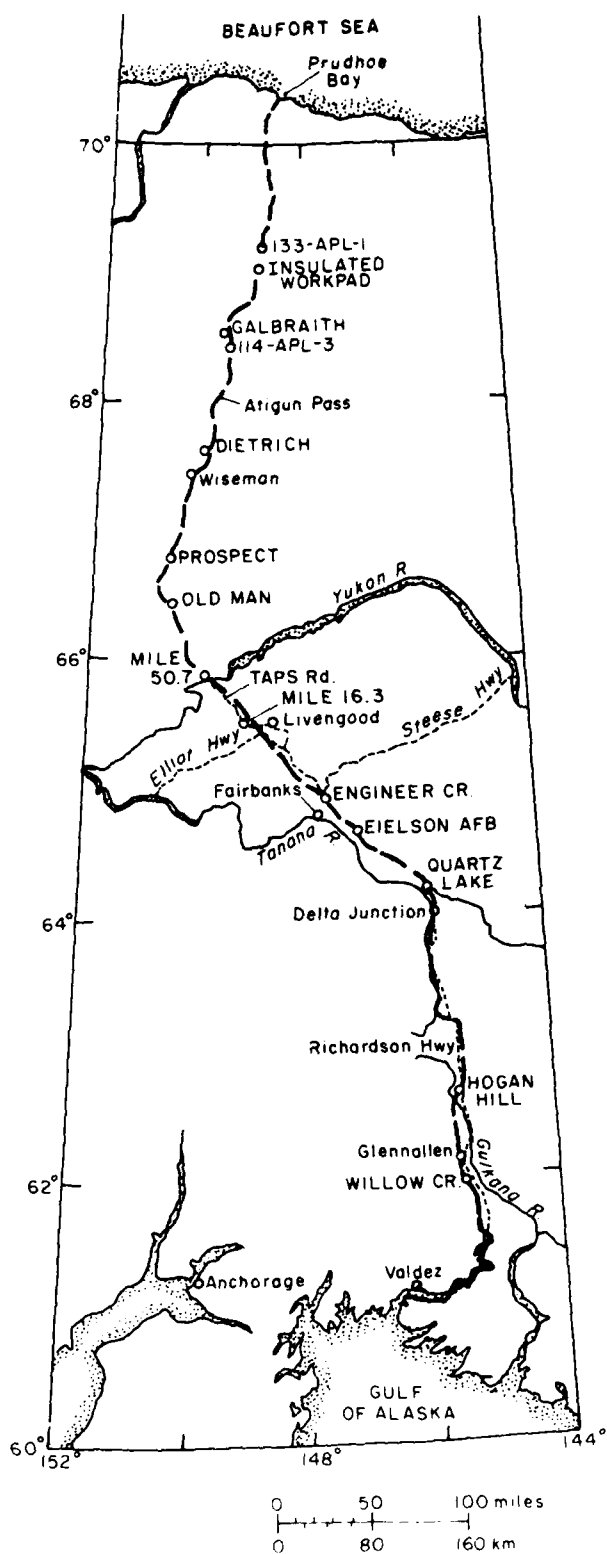 BEAUFORT SEA
Prudhoe
Bay
70°
133-APL-1
INSULATED
WORKPAD
GALBRAITH
114-APL-3
68°
Atigun Pass
DIETRICH
Wiseman
PROSPECT
OLD MAN
Yukon R
66°
MILE
50.7
TAPS Rd.
MILE 16.3
Livengood
Steese Hwy
Elliot Hwy
Fairbanks
ENGINEER CR.
EIELSON AFB
Tanana R.
QUARTZ
LAKE
64°
Delta Junction
Richardson Hwy
HOGAN
HILL
Glennallen
Gulkana R
62°
WILLOW CR.
Anchorage
Valdez
GULF
OF ALASKA
60°
152°
148°
144°
0 50 100 miles
0 80 160 km